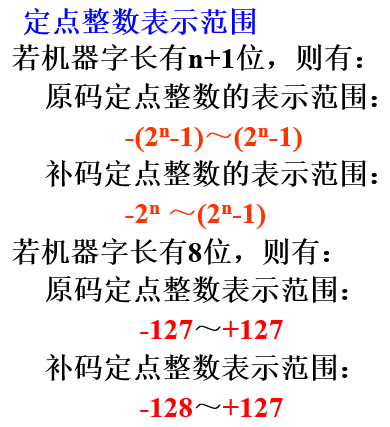 定点整数表示范围
若机器字长有n+1位，则有：
原码定点整数的表示范围：
-(2ⁿ-1)～(2ⁿ-1)
补码定点整数的表示范围：
-2ⁿ ～(2ⁿ-1)
若机器字长有8位，则有：
原码定点整数表示范围：
-127～+127
补码定点整数表示范围：
-128～+127